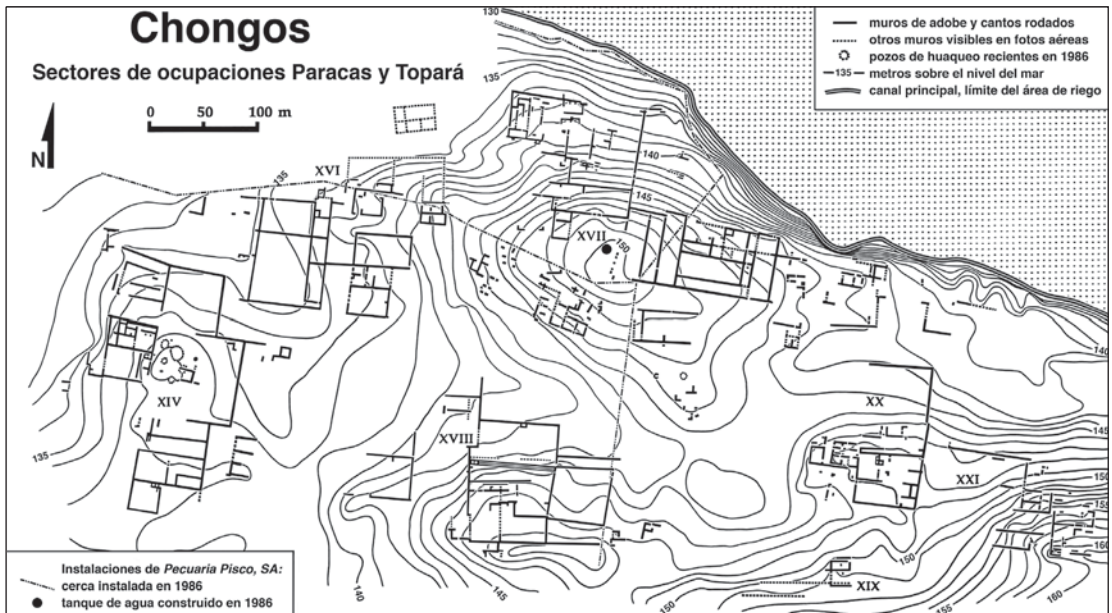 Chongos
Sectores de ocupaciones Paracas y Topará
0 50 100 m
N
muros de adobe y cantos rodados
otros muros visibles en fotos aéreas
pozos de huaqueo recientes en 1986
135 metros sobre el nivel del mar
canal principal, límite del área de riego
130
135
140
145
XVI
135
XVII
150
140
XIV
XX
XVIII
145
135
XXI
150
155
160
150
XIX
140
145
155
160
Instalaciones de Pecuaria Pisco, SA:
cerca instalada en 1986
tanque de agua construido en 1986